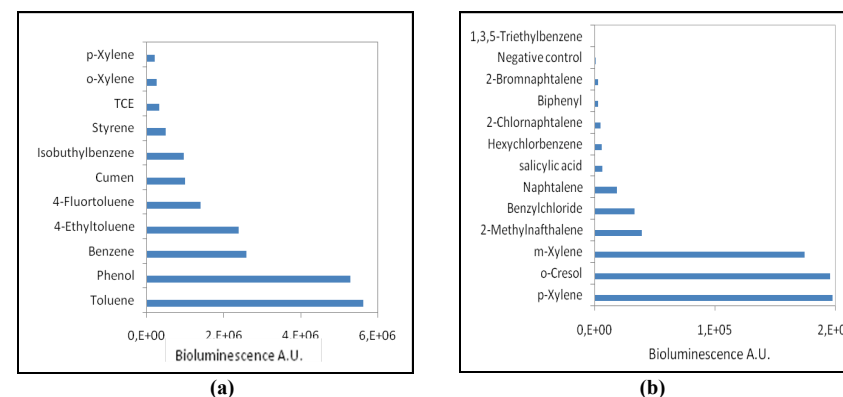 p-Xylene
o-Xylene
TCE
Styrene
Isobuthylbenzene
Cumen
4-Fluortoluene
4-Ethyltoluene
Benzene
Phenol
Toluene
0,E+00 2,E+06 4,E+06 6,E+06
Bioluminescence A.U.
(a)
1,3,5-Triethylbenzene
Negative control
2-Bromnaphtalene
Biphenyl
2-Chlornaphtalene
Hexychlorbenzene
salicylic acid
Naphtalene
Benzylchloride
2-Methylnafthalene
m-Xylene
o-Cresol
p-Xylene
0,E+00 1,E+05
Bioluminescence A.U.
(b)